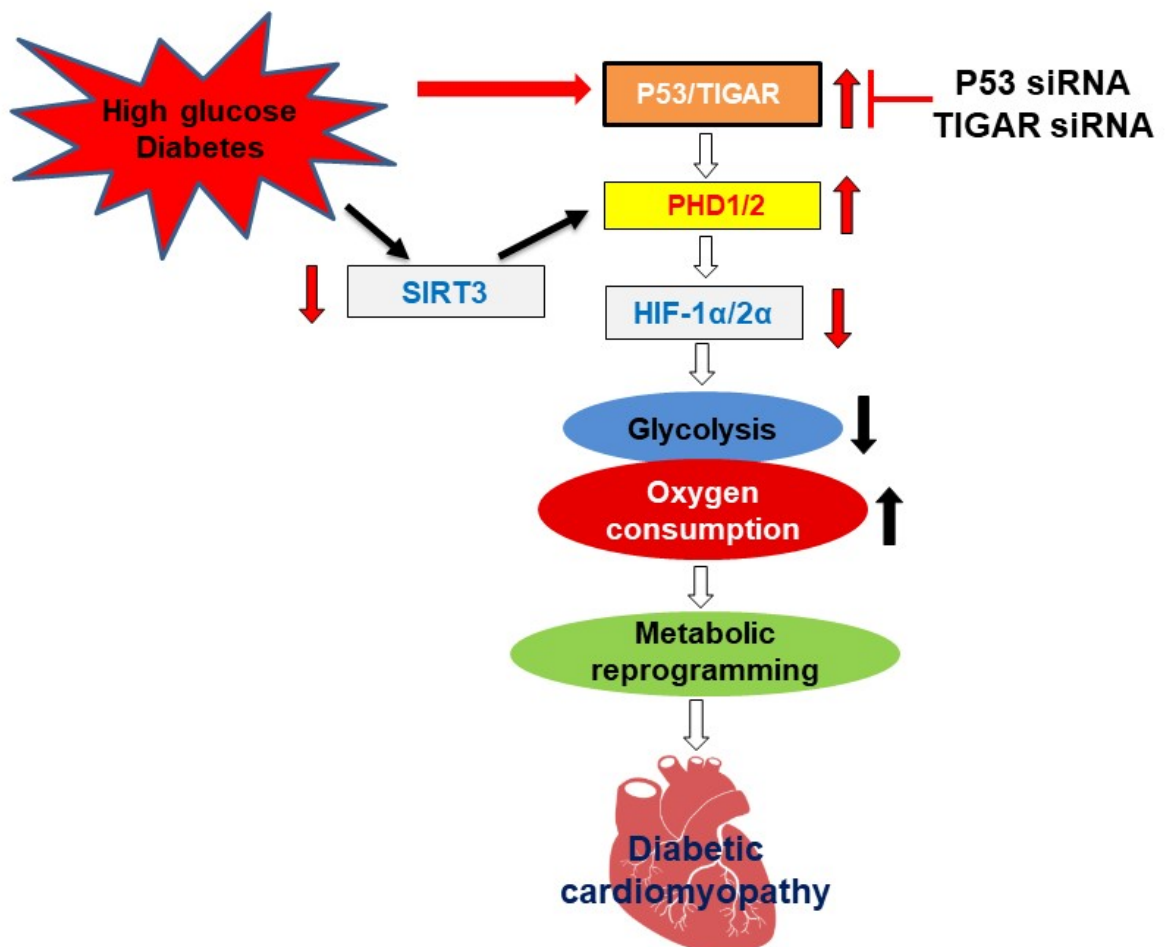 High glucose
Diabetes
P53/TIGAR
P53 siRNA
TIGAR siRNA
PHD1/2
SIRT3
HIF-1α/2α
Glycolysis
Oxygen
consumption
Metabolic
reprogramming
Diabetic
cardiomyopathy